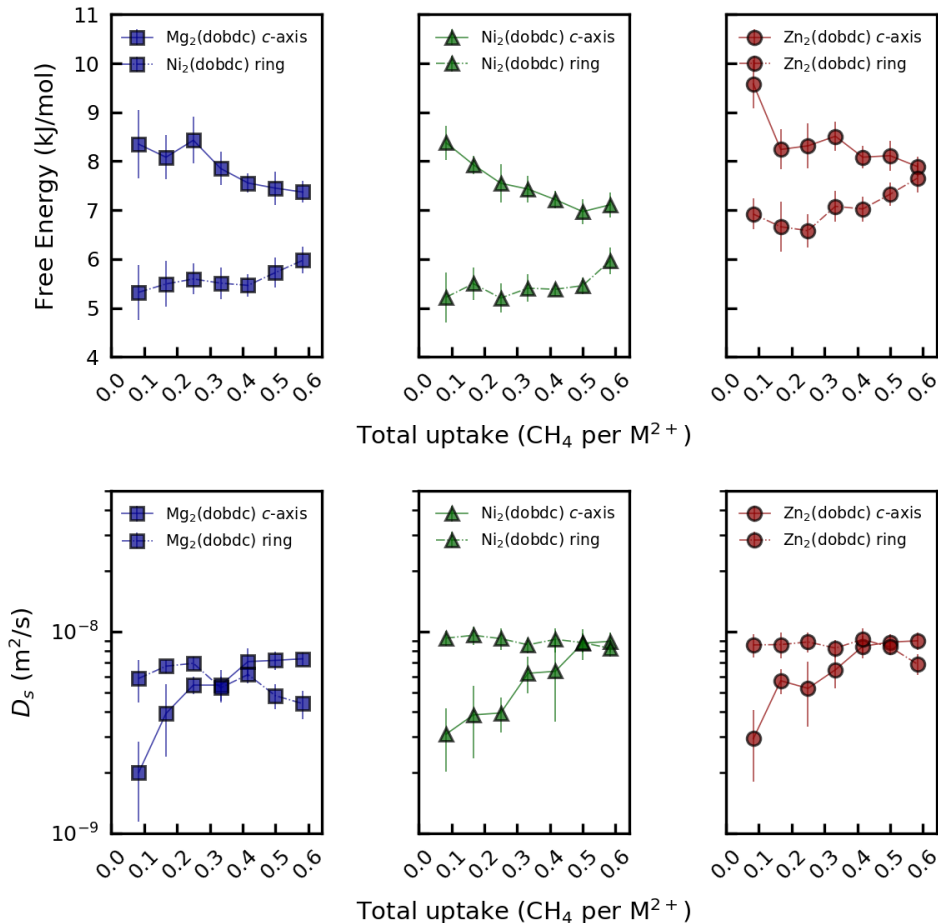 11
10
9
8
7
6
5
4
Free Energy (kJ/mol)
Mg₂(dobdc) c-axis
Ni₂(dobdc) ring
Ni₂(dobdc) c-axis
Ni₂(dobdc) ring
Zn₂(dobdc) c-axis
Zn₂(dobdc) ring
0.0 0.1 0.2 0.3 0.4 0.5 0.6
0.0 0.1 0.2 0.3 0.4 0.5 0.6
0.0 0.1 0.2 0.3 0.4 0.5 0.6
Total uptake (CH₄ per M²⁺)
10⁻⁸
10⁻⁹
Dₛ (m²/s)
Mg₂(dobdc) c-axis
Mg₂(dobdc) ring
Ni₂(dobdc) c-axis
Ni₂(dobdc) ring
Zn₂(dobdc) c-axis
Zn₂(dobdc) ring
0.0 0.1 0.2 0.3 0.4 0.5 0.6
0.0 0.1 0.2 0.3 0.4 0.5 0.6
0.0 0.1 0.2 0.3 0.4 0.5 0.6
Total uptake (CH₄ per M²⁺)